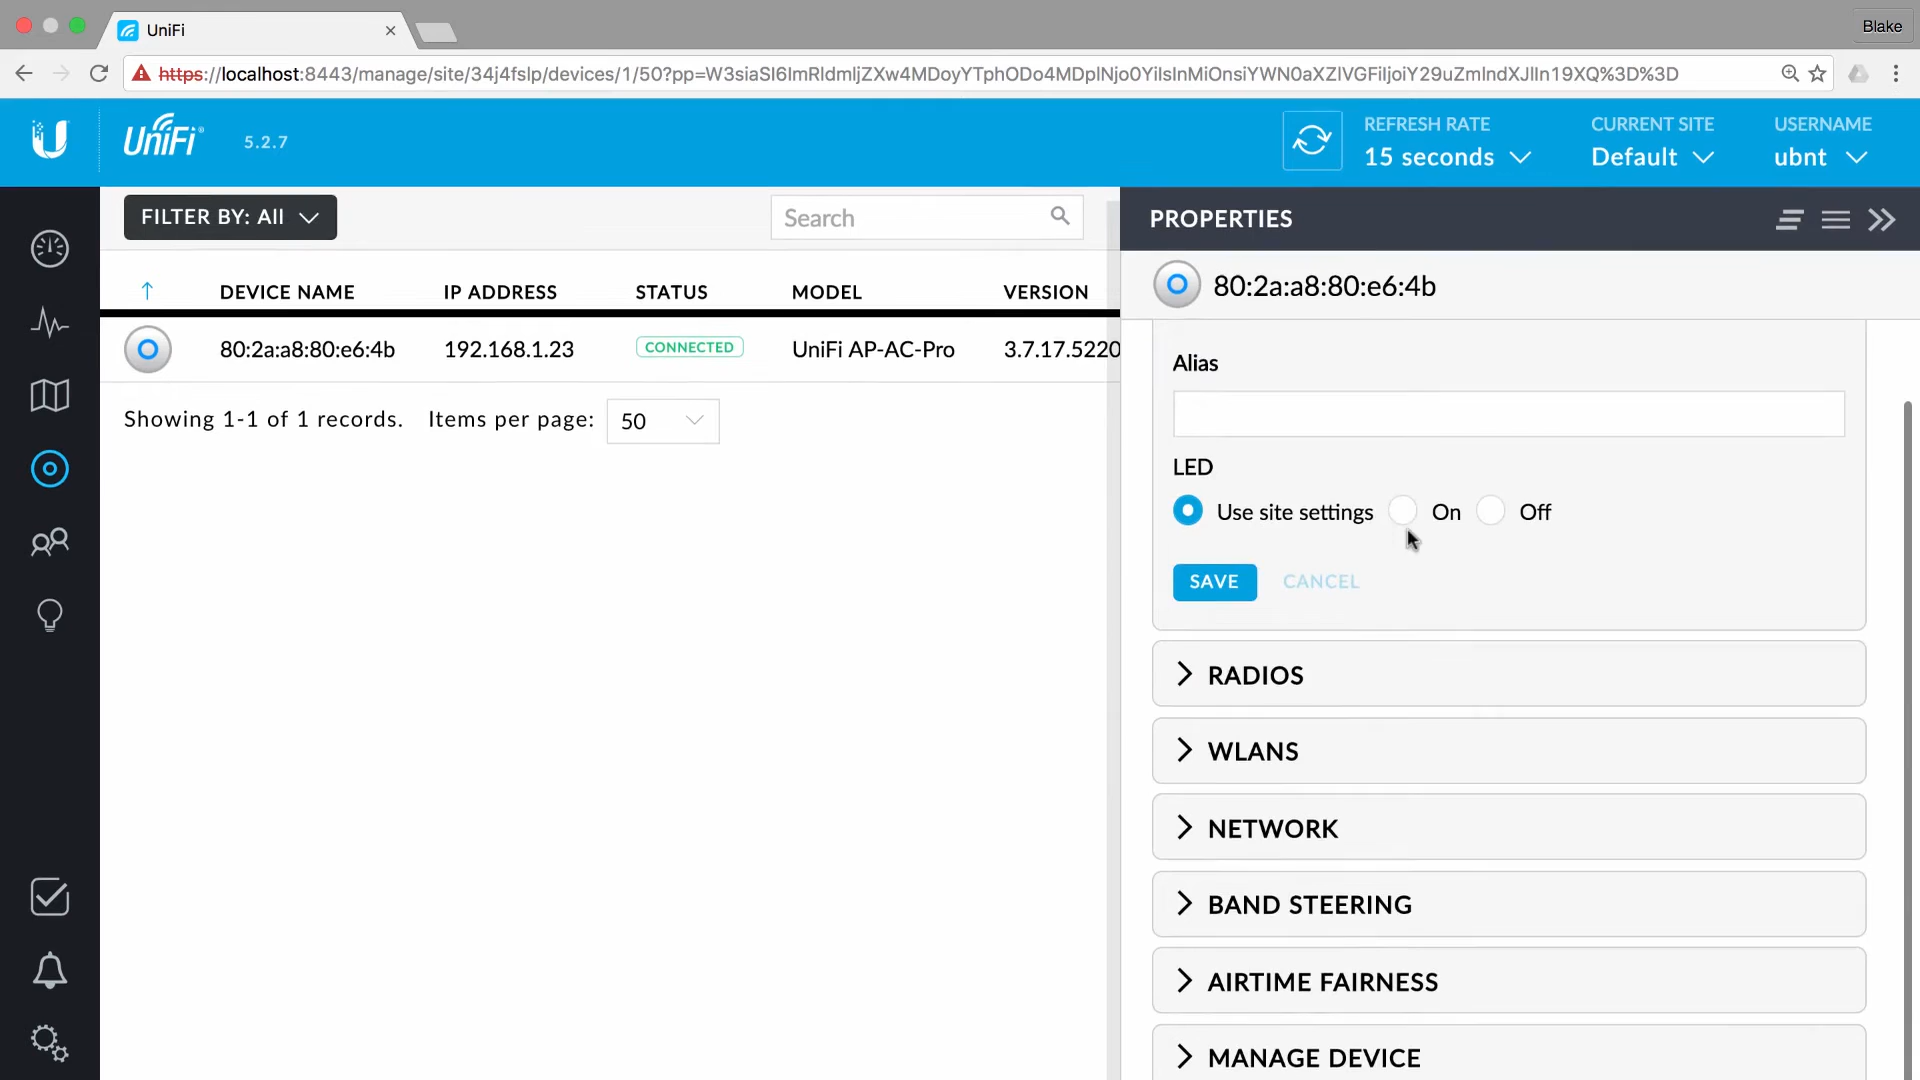 UniFi
Blake
https://localhost:8443/manage/site/34j4fslp/devices/1/50?pp=W3siaSI6ImRldmljZXw4MDoyYTphODo4MDplNjo0YiIsInMiOnsiYWN0aXZlVGFiIjoiY29uZmlndXJlIn19XQ%3D%3D
UniFi
5.2.7
REFRESH RATE
15 seconds
CURRENT SITE
Default
USERNAME
ubnt
FILTER BY: All
Search
PROPERTIES
80:2a:a8:80:e6:4b
DEVICE NAME IP ADDRESS STATUS MODEL VERSION
80:2a:a8:80:e6:4b 192.168.1.23 CONNECTED UniFi AP-AC-Pro 3.7.17.5220
Showing 1-1 of 1 records. Items per page: 50
Alias
LED
Use site settings On Off
SAVE CANCEL
RADIOS
WLANS
NETWORK
BAND STEERING
AIRTIME FAIRNESS
MANAGE DEVICE